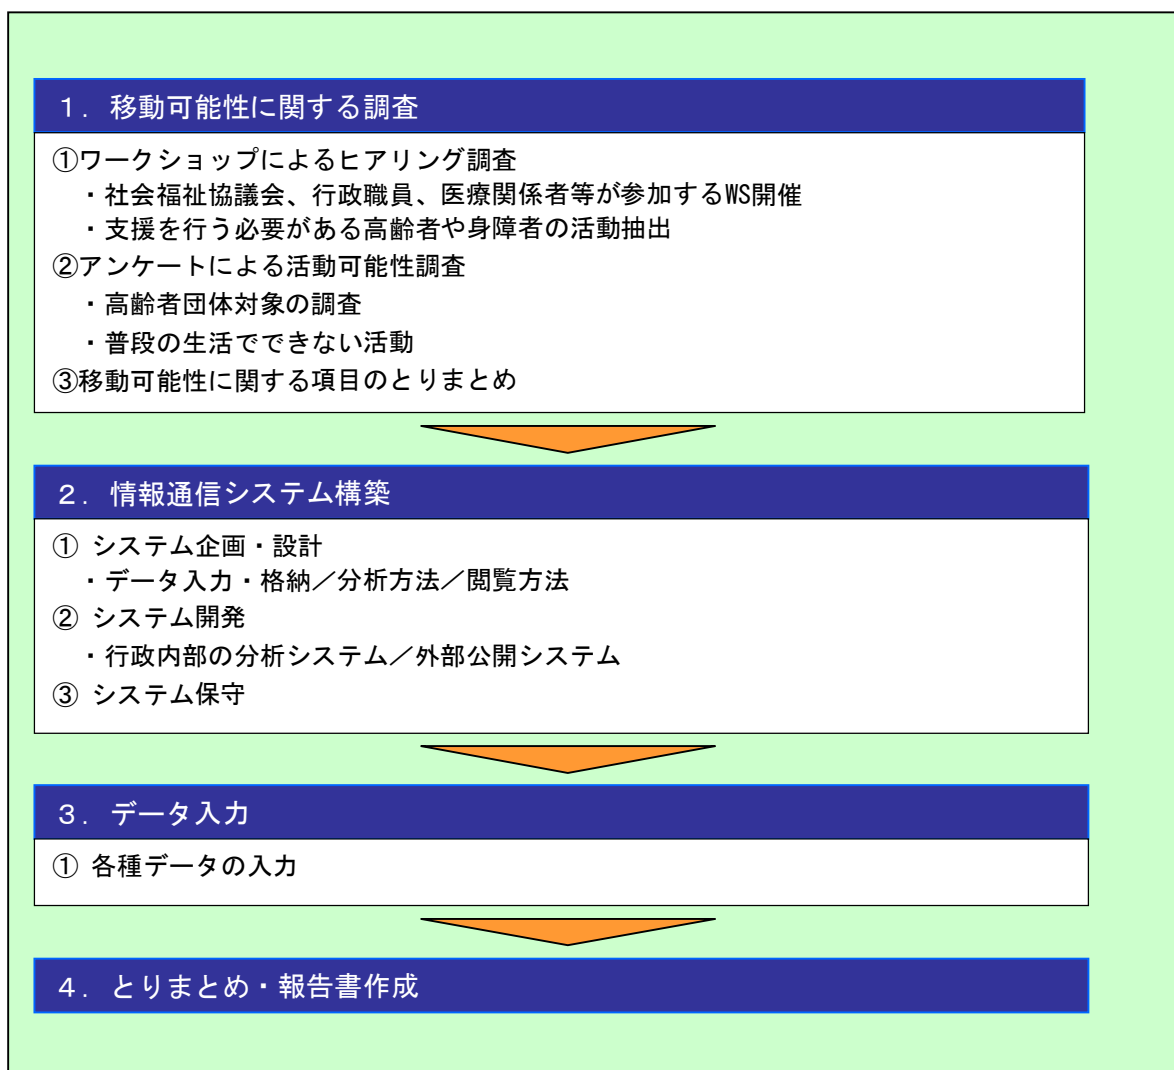 １．移動可能性に関する調査
①ワークショップによるヒアリング調査
・社会福祉協議会、行政職員、医療関係者等が参加するWS開催
・支援を行う必要がある高齢者や身障者の活動抽出
②アンケートによる活動可能性調査
・高齢者団体対象の調査
・普段の生活でできない活動
③移動可能性に関する項目のとりまとめ
２．情報通信システム構築
① システム企画・設計
・データ入力・格納／分析方法／閲覧方法
② システム開発
・行政内部の分析システム／外部公開システム
③ システム保守
３．データ入力
① 各種データの入力
４．とりまとめ・報告書作成